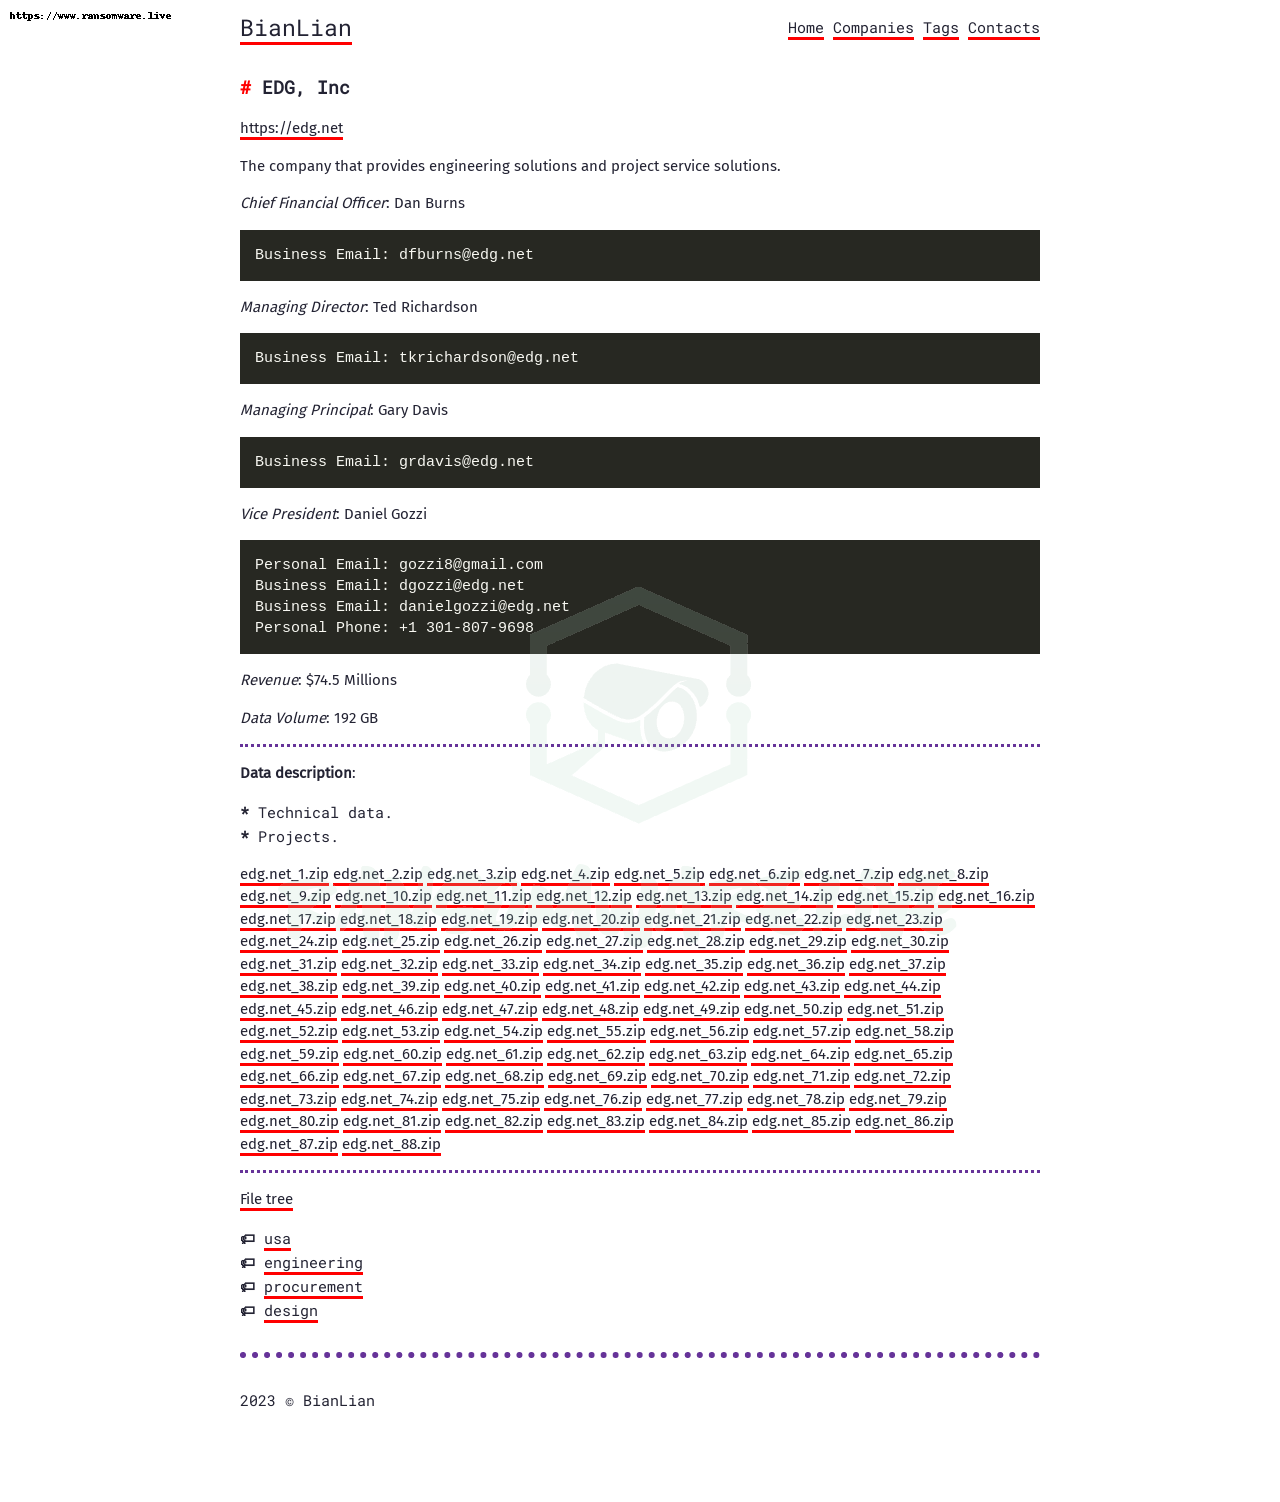 https://www.ransomware.live
BianLian
Home Companies Tags Contacts
# EDG, Inc
https://edg.net
The company that provides engineering solutions and project service solutions.
Chief Financial Officer: Dan Burns
Business Email: dfburns@edg.net
Managing Director: Ted Richardson
Business Email: tkrichardson@edg.net
Managing Principal: Gary Davis
Business Email: grdavis@edg.net
Vice President: Daniel Gozzi
Personal Email: gozzi8@gmail.com
Business Email: dgozzi@edg.net
Business Email: danielgozzi@edg.net
Personal Phone: +1 301-807-9698
Revenue: $74.5 Millions
Data Volume: 192 GB
Data description:
* Technical data.
* Projects.
edg.net_1.zip edg.net_2.zip edg.net_3.zip edg.net_4.zip edg.net_5.zip edg.net_6.zip edg.net_7.zip edg.net_8.zip
edg.net_9.zip edg.net_10.zip edg.net_11.zip edg.net_12.zip edg.net_13.zip edg.net_14.zip edg.net_15.zip edg.net_16.zip
edg.net_17.zip edg.net_18.zip edg.net_19.zip edg.net_20.zip edg.net_21.zip edg.net_22.zip edg.net_23.zip
edg.net_24.zip edg.net_25.zip edg.net_26.zip edg.net_27.zip edg.net_28.zip edg.net_29.zip edg.net_30.zip
edg.net_31.zip edg.net_32.zip edg.net_33.zip edg.net_34.zip edg.net_35.zip edg.net_36.zip edg.net_37.zip
edg.net_38.zip edg.net_39.zip edg.net_40.zip edg.net_41.zip edg.net_42.zip edg.net_43.zip edg.net_44.zip
edg.net_45.zip edg.net_46.zip edg.net_47.zip edg.net_48.zip edg.net_49.zip edg.net_50.zip edg.net_51.zip
edg.net_52.zip edg.net_53.zip edg.net_54.zip edg.net_55.zip edg.net_56.zip edg.net_57.zip edg.net_58.zip
edg.net_59.zip edg.net_60.zip edg.net_61.zip edg.net_62.zip edg.net_63.zip edg.net_64.zip edg.net_65.zip
edg.net_66.zip edg.net_67.zip edg.net_68.zip edg.net_69.zip edg.net_70.zip edg.net_71.zip edg.net_72.zip
edg.net_73.zip edg.net_74.zip edg.net_75.zip edg.net_76.zip edg.net_77.zip edg.net_78.zip edg.net_79.zip
edg.net_80.zip edg.net_81.zip edg.net_82.zip edg.net_83.zip edg.net_84.zip edg.net_85.zip edg.net_86.zip
edg.net_87.zip edg.net_88.zip
File tree
usa
engineering
procurement
design
2023 © BianLian